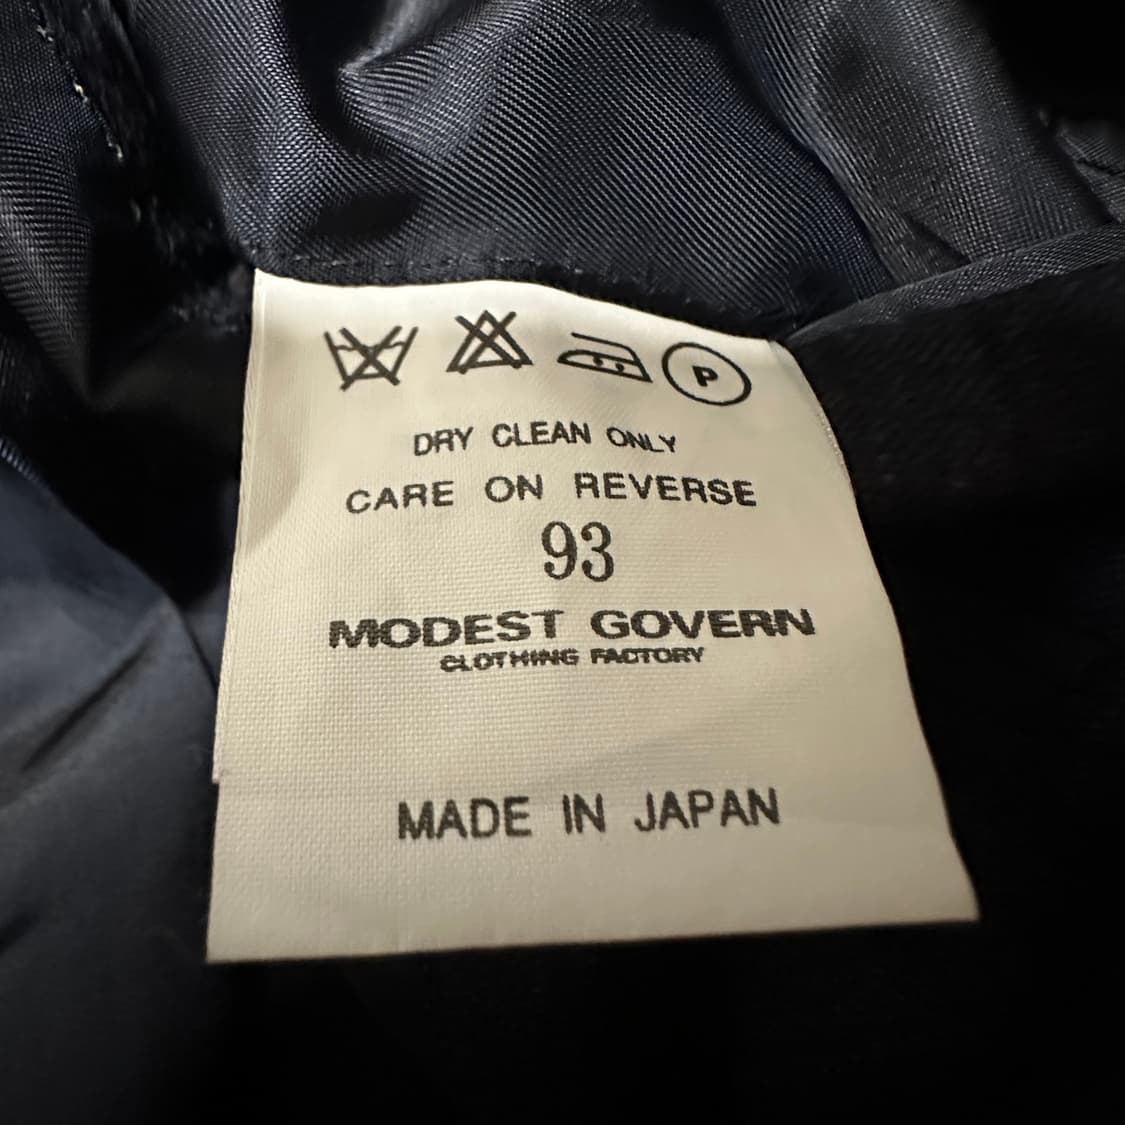 P
DRY CLEAN ONLY
CARE ON REVERSE
93
MODEST GOVERN
CLOTHING FACTORY
MADE IN JAPAN